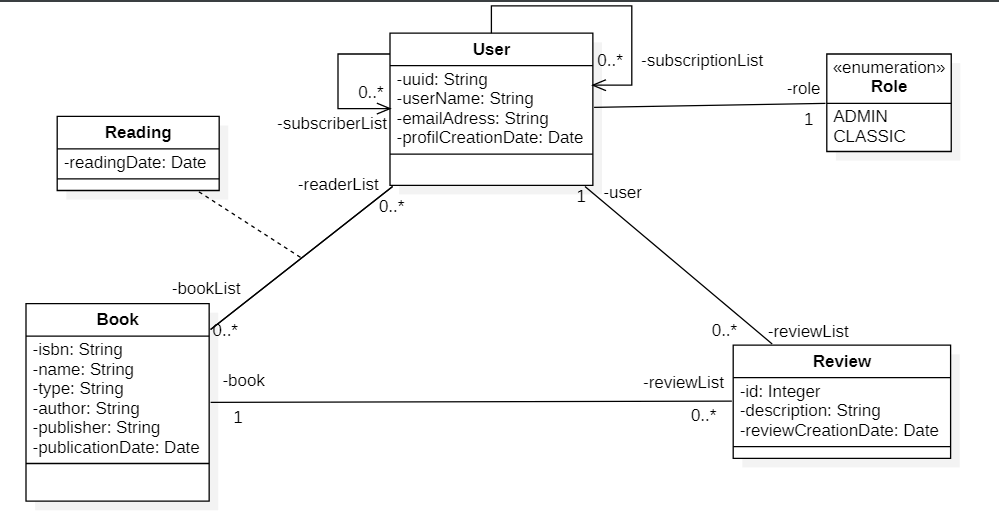 User
-uuid: String
-userName: String
-emailAdress: String
-profilCreationDate: Date
0..*
-subscriberList
0..*
-subscriptionList
«enumeration»
Role
ADMIN
CLASSIC
-role
1
Reading
-readingDate: Date
-readerList
0..*
1
-user
-bookList
0..*
Book
-isbn: String
-name: String
-type: String
-author: String
-publisher: String
-publicationDate: Date
-book
1
-reviewList
0..*
0..*
-reviewList
Review
-id: Integer
-description: String
-reviewCreationDate: Date